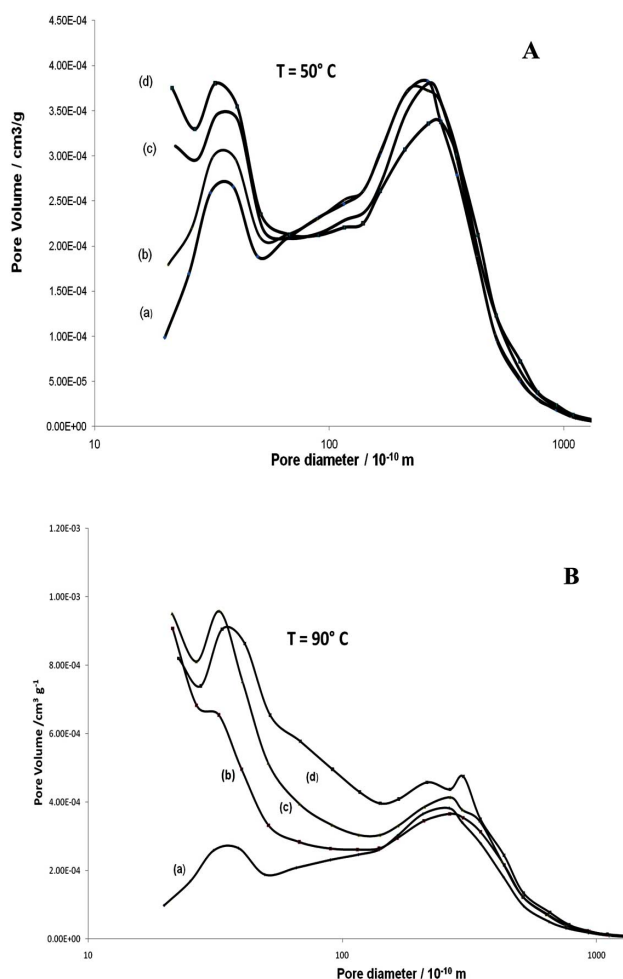 A
T = 50° C
Pore Volume / cm3/g
4.50E-04
4.00E-04
3.50E-04
3.00E-04
2.50E-04
2.00E-04
1.50E-04
1.00E-04
5.00E-05
0.00E+00
(d)
(c)
(b)
(a)
10
100
1000
Pore diameter / 10⁻¹⁰ m
B
T = 90° C
Pore Volume /cm³ g⁻¹
1.20E-03
1.00E-03
8.00E-04
6.00E-04
4.00E-04
2.00E-04
0.00E+00
(b)
(d)
(c)
(a)
10
100
1000
Pore diameter / 10⁻¹⁰ m